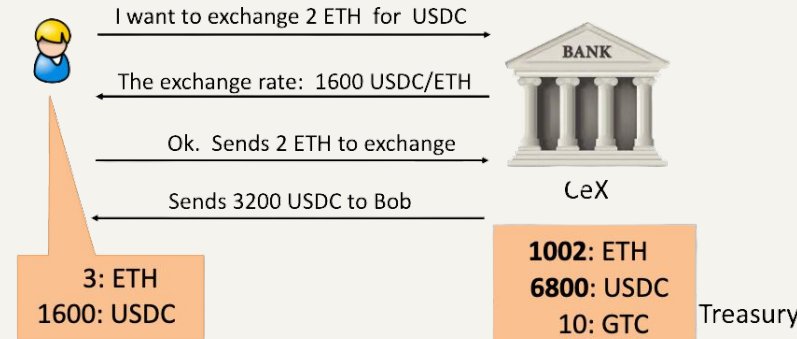 I want to exchange 2 ETH for USDC
BANK
The exchange rate: 1600 USDC/ETH
Ok. Sends 2 ETH to exchange
CeX
Sends 3200 USDC to Bob
3: ETH
1600: USDC
1002: ETH
6800: USDC
10: GTC
Treasury